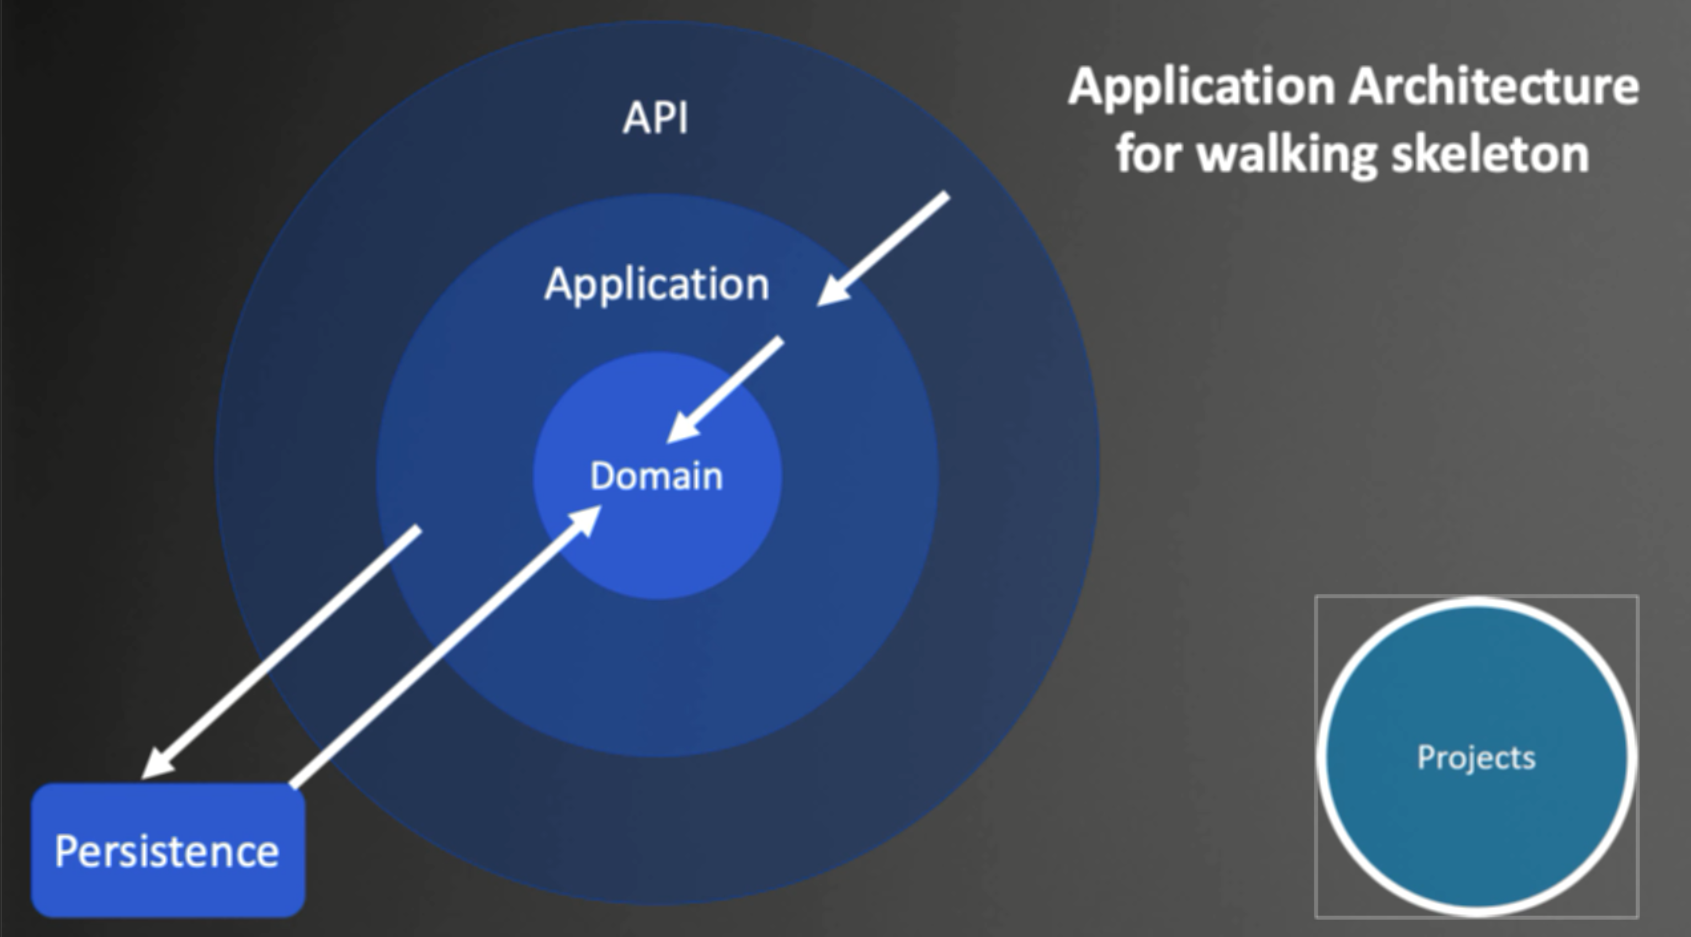 Application Architecture
for walking skeleton
API
Application
Domain
Persistence
Projects